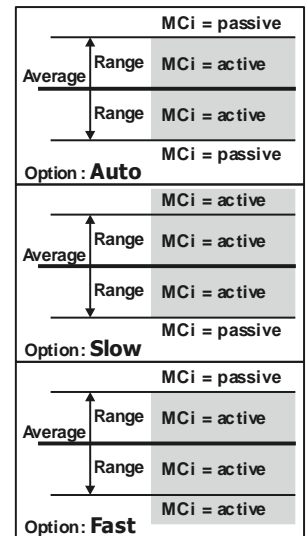 MCi = passive
Range MCi = active
Average
Range MCi = active
MCi = passive
Option : Auto
MCi = active
Range MCi = active
Average
Range MCi = active
MCi = passive
Option: Slow
MCi = passive
Range MCi = active
Average
Range MCi = active
MCi = active
Option: Fast